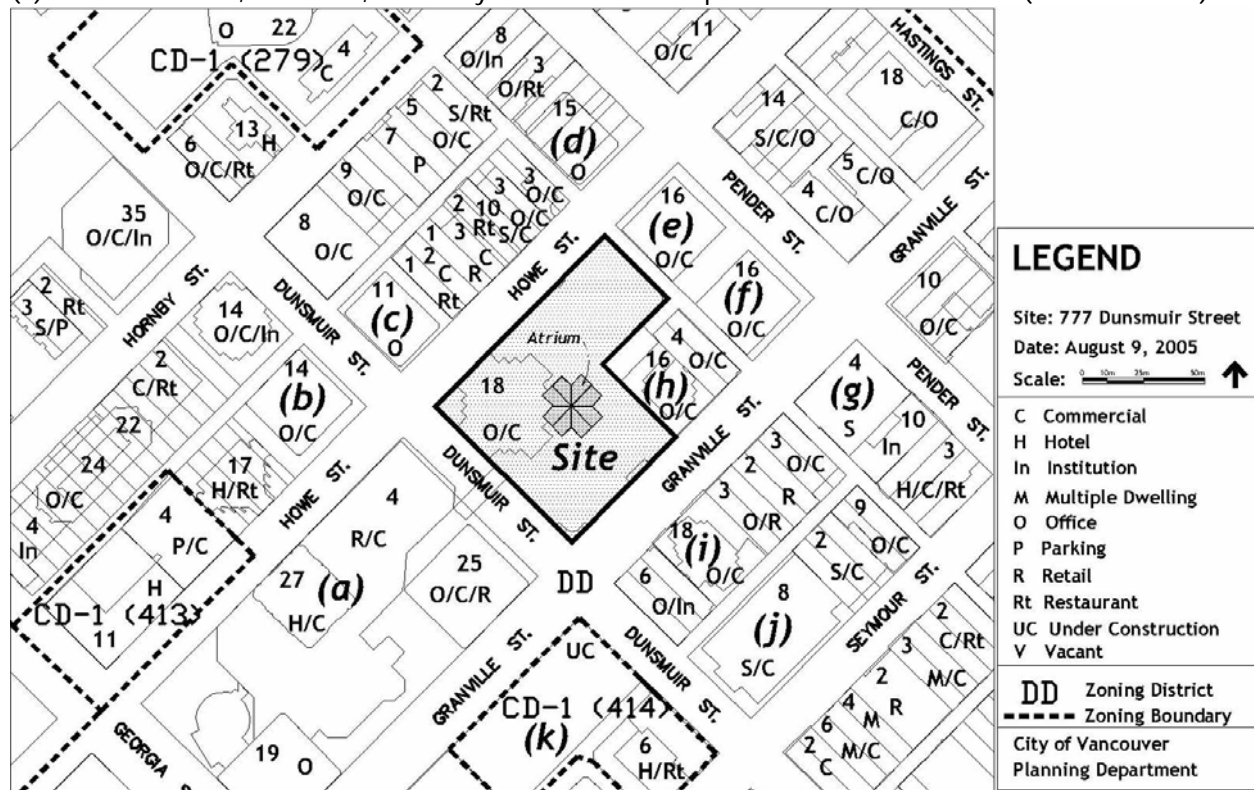 O 22
4
C
CD-1 (279)
8
O/In
3
O/Rt
11
O/C
HASTINGS ST.
18
C/O
2
S/Rt
5
O/C
7
P
15
(d)
O
14
S/C/O
5
C/O
4
C/O
13
H
6
O/C/Rt
9
O/C
8
O/C
3
O/C
3
10
O/C
S/C
2
3
Rt
C
R
1
2
C
1
Rt
35
O/C/In
16
(e)
O/C
PENDER ST.
GRANVILLE ST.
16
(f)
O/C
10
O/C
HOWE ST.
HORNBY ST.
DUNSMUIR ST.
2
Rt
3
S/P
14
O/C/In
11
(c)
O
Atrium
4
O/C
16
(h)
O/C
18
O/C
Site
14
(b)
O/C
2
C/Rt
22
24
O/C
4
In
17
H/Rt
HOWE ST.
DUNSMUIR ST.
GRANVILLE ST.
4
(g)
S
10
In
3
H/C/Rt
PENDER ST.
3
O/C
2
R
3
O/R
18
(i)
O/C
6
O/In
9
O/C
2
S/C
8
(j)
S/C
SEYMOUR ST.
4
P/C
H
CD-1 (413)
11
4
R/C
27
(a)
H/C
25
O/C/R
DD
UC
DUNSMUIR ST.
GRANVILLE ST.
CD-1 (414)
(k)
6
H/Rt
2
C/Rt
3
M/C
2
R
4
M
6
M/C
2
C
GEORGIA
19
O
LEGEND
Site: 777 Dunsmuir Street
Date: August 9, 2005
Scale: 0 10m 25m 50m
C Commercial
H Hotel
In Institution
M Multiple Dwelling
O Office
P Parking
R Retail
Rt Restaurant
UC Under Construction
V Vacant
DD Zoning District
Zoning Boundary
City of Vancouver
Planning Department